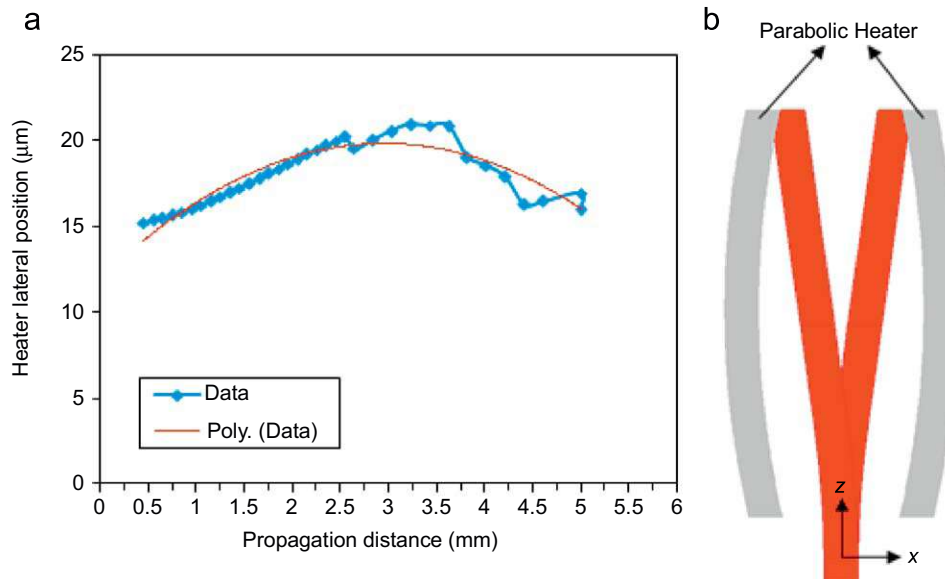 a
25
20
15
10
5
0
Heater lateral position (μm)
Data
Poly. (Data)
0 0.5 1 1.5 2 2.5 3 3.5 4 4.5 5 5.5 6
Propagation distance (mm)
b
Parabolic Heater
z
x